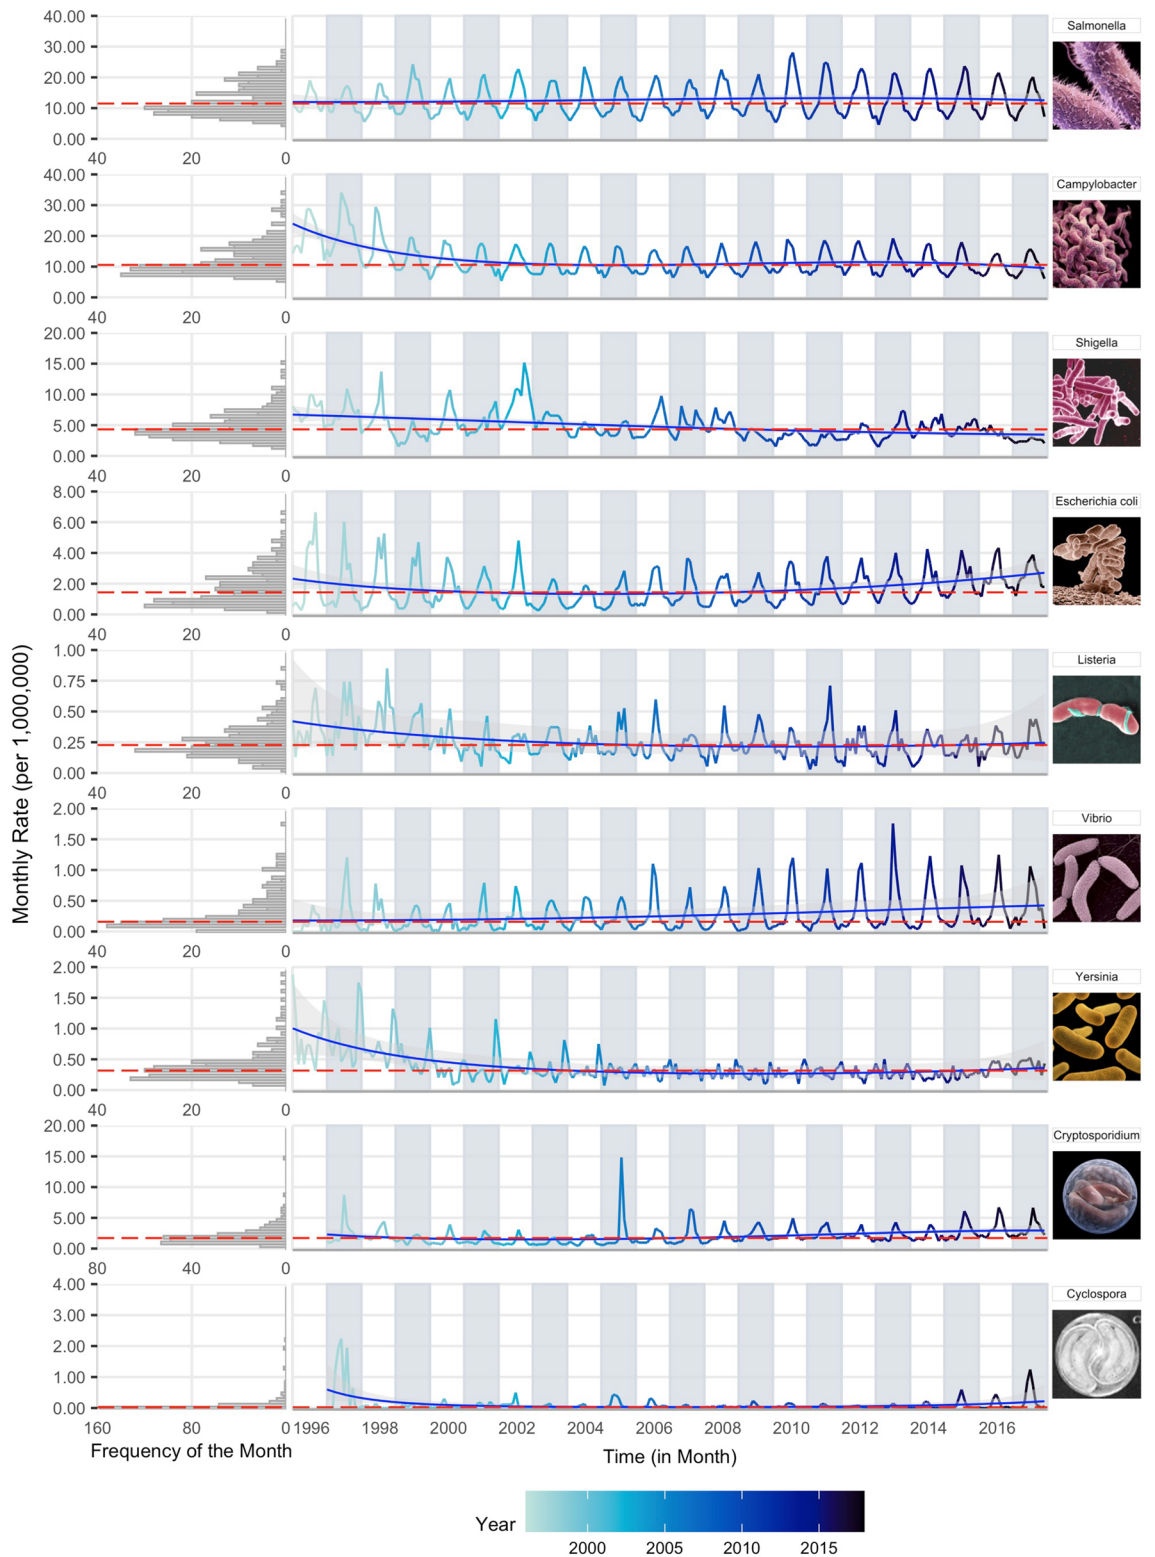 Salmonella
40.00
30.00
20.00
10.00
0.00
40 20 0
Campylobacter
40.00
30.00
20.00
10.00
0.00
40 20 0
Shigella
20.00
15.00
10.00
5.00
0.00
40 20 0
Escherichia coli
8.00
6.00
4.00
2.00
0.00
40 20 0
Listeria
1.00
0.75
0.50
0.25
0.00
40 20 0
Vibrio
2.00
1.50
1.00
0.50
0.00
40 20 0
Yersinia
2.00
1.50
1.00
0.50
0.00
40 20 0
Cryptosporidium
20.00
15.00
10.00
5.00
0.00
80 40 0
Cyclospora
4.00
3.00
2.00
1.00
0.00
160 80 0
1996 1998 2000 2002 2004 2006 2008 2010 2012 2014 2016
Monthly Rate (per 1,000,000)
Frequency of the Month
Time (in Month)
Year
2000 2005 2010 2015